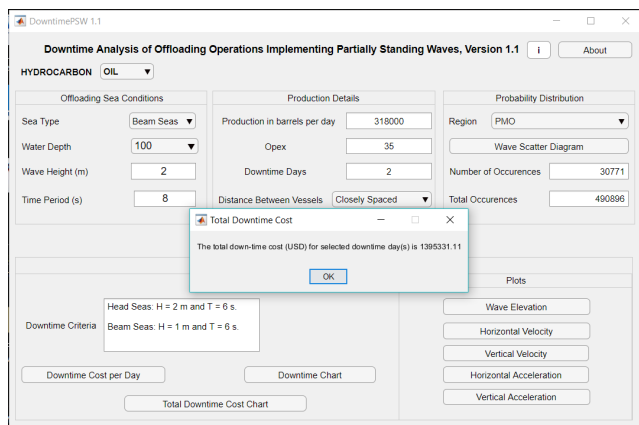 DowntimePSW 1.1
Downtime Analysis of Offloading Operations Implementing Partially Standing Waves, Version 1.1 i About
HYDROCARBON OIL
Offloading Sea Conditions
Sea Type Beam Seas
Water Depth 100
Wave Height (m) 2
Time Period (s) 8
Production Details
Production in barrels per day 318000
Opex 35
Downtime Days 2
Distance Between Vessels Closely Spaced
Probability Distribution
Region PMO
Wave Scatter Diagram
Number of Occurences 30771
Total Occurences 490896
Total Downtime Cost
The total down-time cost (USD) for selected downtime day(s) is 1395331.11
OK
Downtime Criteria
Head Seas: H = 2 m and T = 6 s.
Beam Seas: H = 1 m and T = 6 s.
Downtime Cost per Day Downtime Chart
Total Downtime Cost Chart
Plots
Wave Elevation
Horizontal Velocity
Vertical Velocity
Horizontal Acceleration
Vertical Acceleration